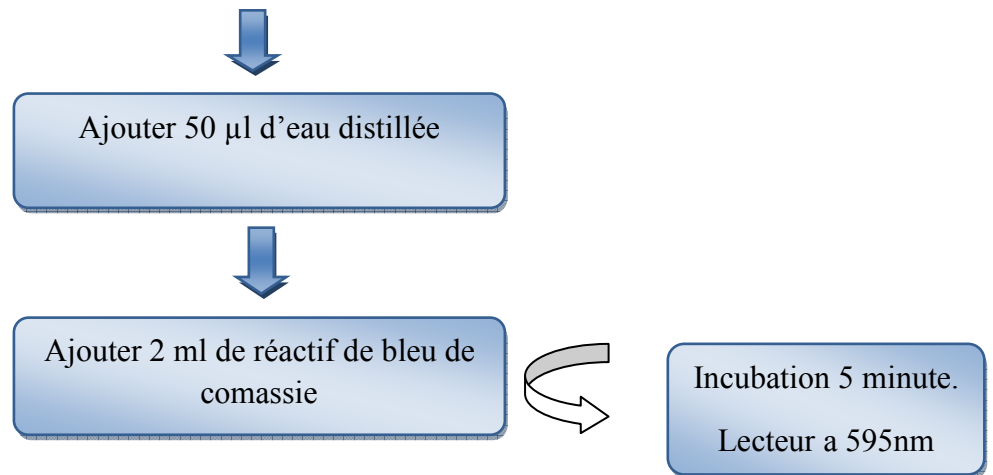 Ajouter 50 µl d’eau distillée
Ajouter 2 ml de réactif de bleu de
comassie
Incubation 5 minute.
Lecteur a 595nm